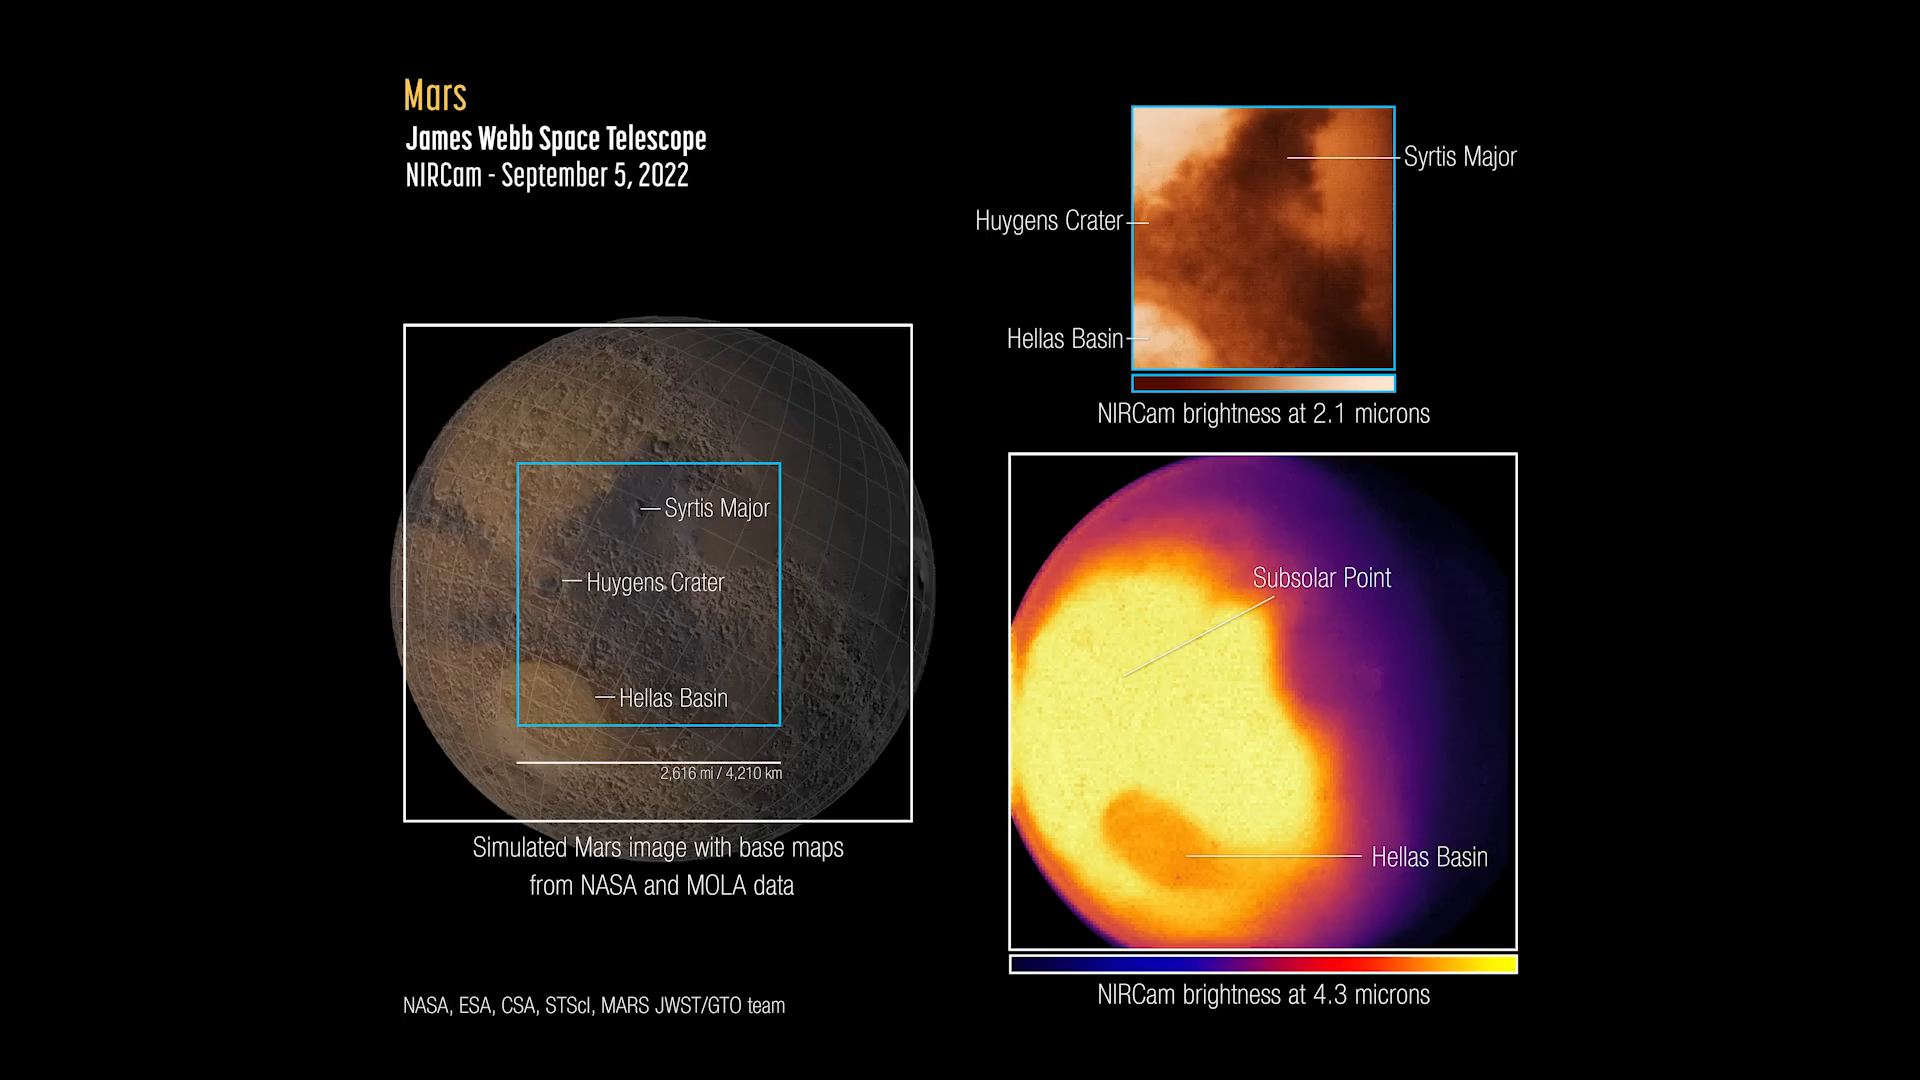 Mars
James Webb Space Telescope
NIRCam - September 5, 2022
Syrtis Major
Huygens Crater
Hellas Basin
2,616 mi / 4,210 km
Simulated Mars image with base maps
from NASA and MOLA data
Syrtis Major
Huygens Crater
Hellas Basin
NIRCam brightness at 2.1 microns
Subsolar Point
Hellas Basin
NIRCam brightness at 4.3 microns
NASA, ESA, CSA, STScI, MARS JWST/GTO team